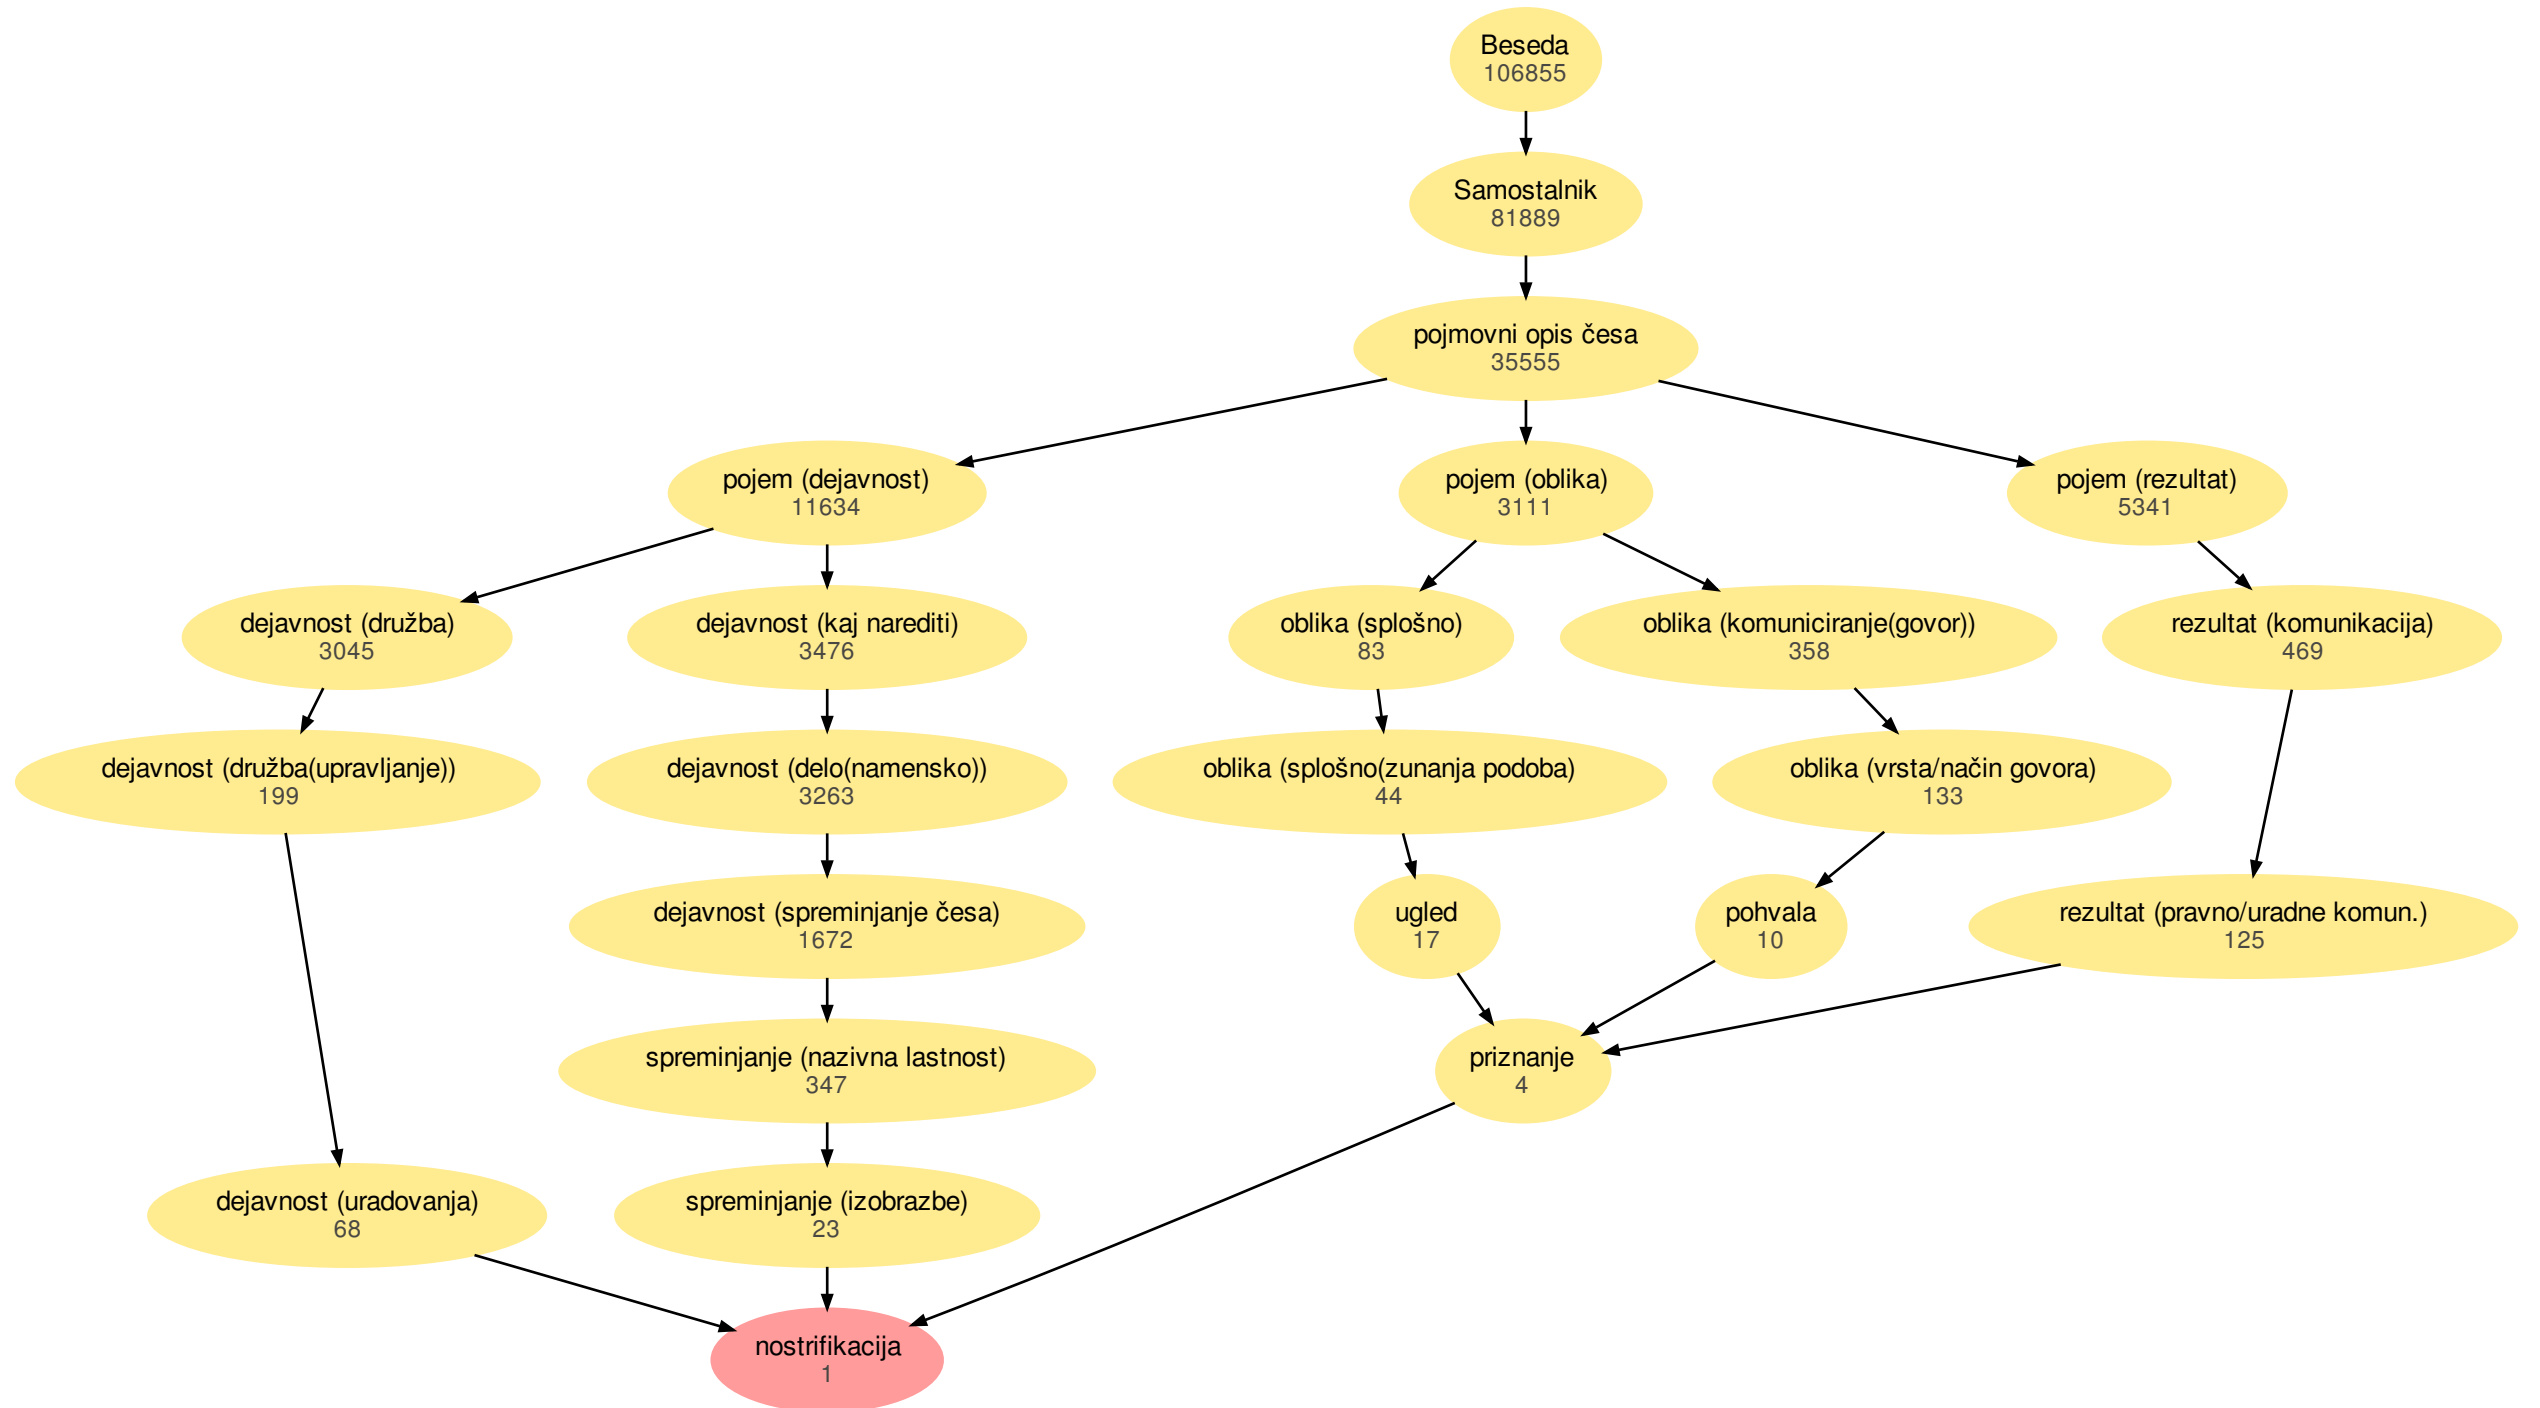 Beseda
106855
Samostalnik
81889
pojmovni opis česa
35555
pojem (dejavnost)
11634
pojem (oblika)
3111
pojem (rezultat)
5341
dejavnost (družba)
3045
dejavnost (kaj narediti)
3476
oblika (splošno)
83
oblika (komuniciranje(govor))
358
rezultat (komunikacija)
469
dejavnost (družba(upravljanje))
199
dejavnost (delo(namensko))
3263
oblika (splošno(zunanja podoba)
44
oblika (vrsta/način govora)
133
dejavnost (spreminjanje česa)
1672
ugled
17
pohvala
10
rezultat (pravno/uradne komun.)
125
spreminjanje (nazivna lastnost)
347
priznanje
4
dejavnost (uradovanja)
68
spreminjanje (izobrazbe)
23
nostrifikacija
1